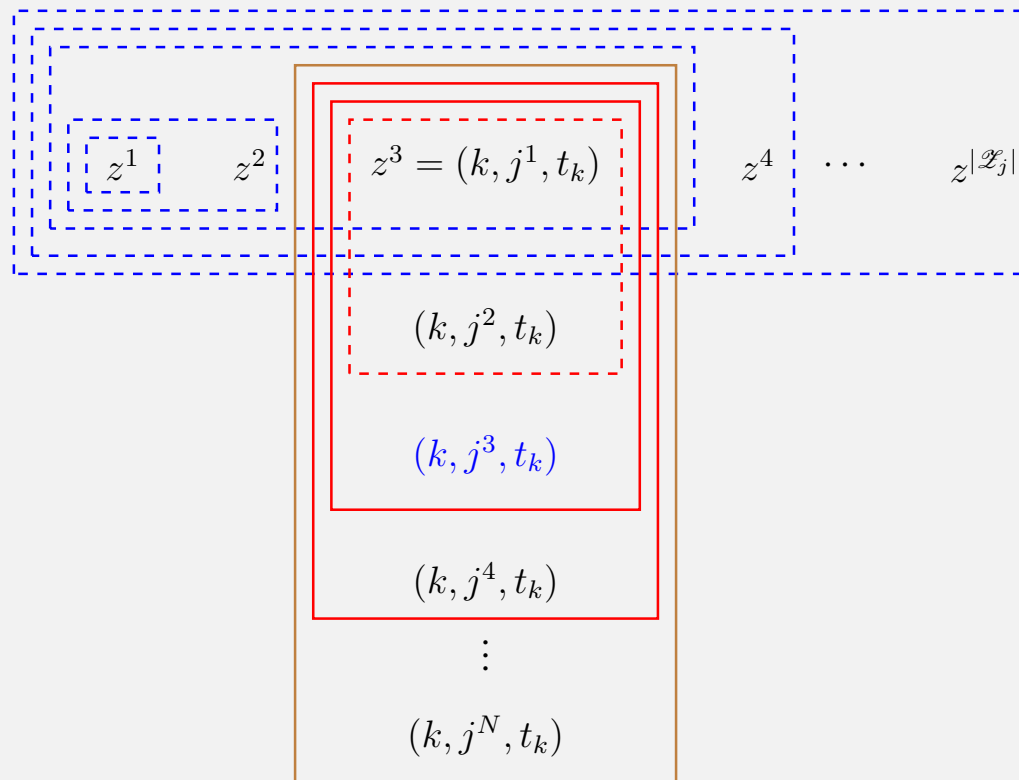 z^1 z^2 z^3 = (k, j^1, t_k) z^4 ⋯ z^{|𝒵_j|}
(k, j^2, t_k)
(k, j^3, t_k)
(k, j^4, t_k)
⋮
(k, j^N, t_k)